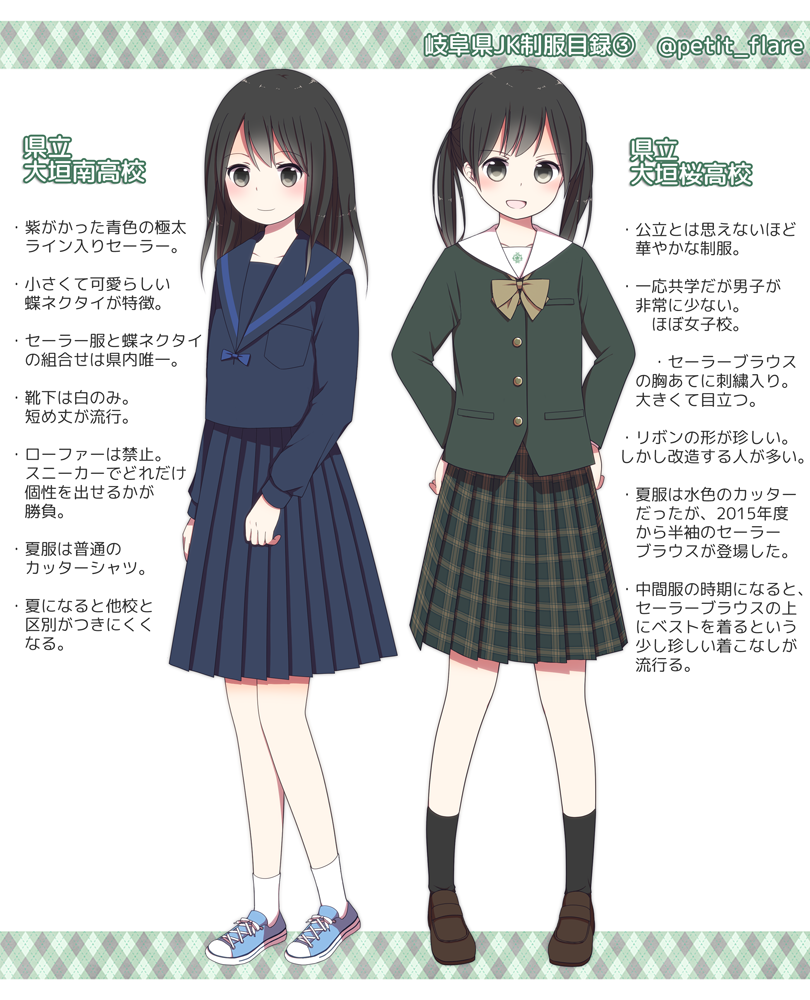 岐阜県JK制服目録③ @petit_flare
県立
大垣南高校
・紫がかった青色の極太
ライン入りセーラー。
・小さくて可愛らしい
蝶ネクタイが特徴。
・セーラー服と蝶ネクタイ
の組合せは県内唯一。
・靴下は白のみ。
短め丈が流行。
・ローファーは禁止。
スニーカーでどれだけ
個性を出せるかが
勝負。
・夏服は普通の
カッターシャツ。
・夏になると他校と
区別がつきにくく
なる。
県立
大垣桜高校
・公立とは思えないほど
華やかな制服。
・一応共学だが男子が
非常に少ない。
ほぼ女子校。
・セーラーブラウス
の胸あてに刺繍入り。
大きくて目立つ。
・リボンの形が珍しい。
しかし改造する人が多い。
・夏服は水色のカッター
だったが、2015年度
から半袖のセーラー
ブラウスが登場した。
・中間服の時期になると、
セーラーブラウスの上
にベストを着るという
少し珍しい着こなしが
流行る。